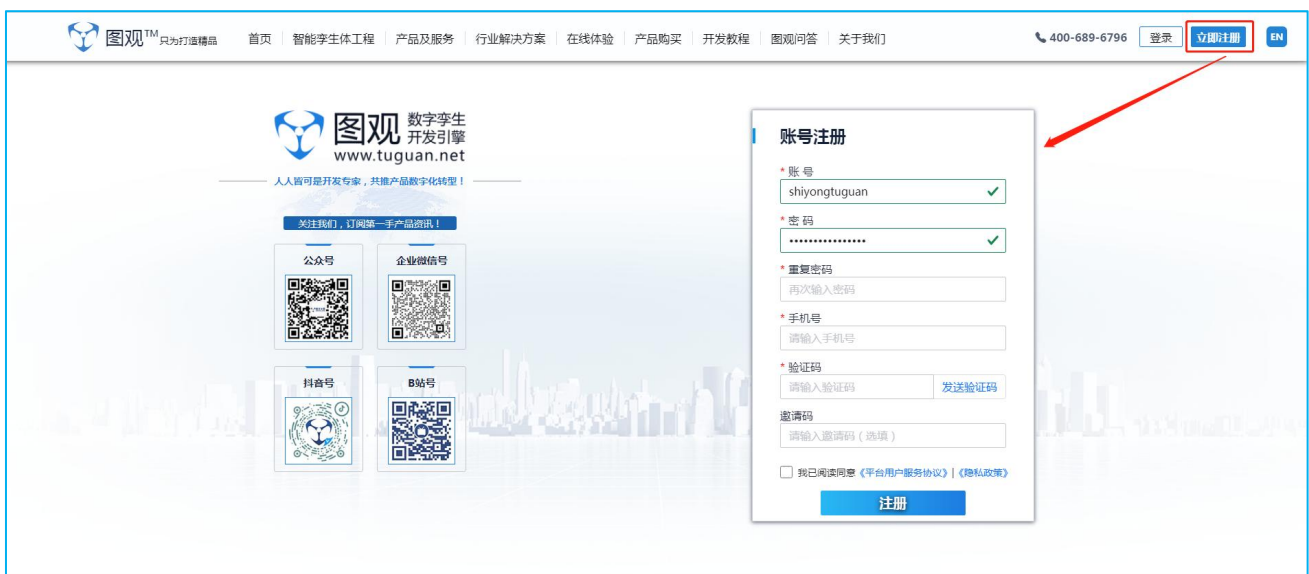 图观™只为打造精品 首页 智能孪生体工程 产品及服务 行业解决方案 在线体验 产品购买 开发教程 图观问答 关于我们 400-689-6796 登录 立即注册 EN
图观 数字孪生
开发引擎
www.tuguan.net
人人皆可是开发专家，共推产品数字化转型！
关注我们，订阅第一手产品资讯！
公众号 企业微信号
抖音号 B站号
账号注册
* 账 号
shiyongtuguan
* 密 码
••••••••••••••••
* 重复密码
再次输入密码
* 手机号
请输入手机号
* 验证码
请输入验证码 发送验证码
邀请码
请输入邀请码（选填）
我已阅读同意《平台用户服务协议》|《隐私政策》
注册